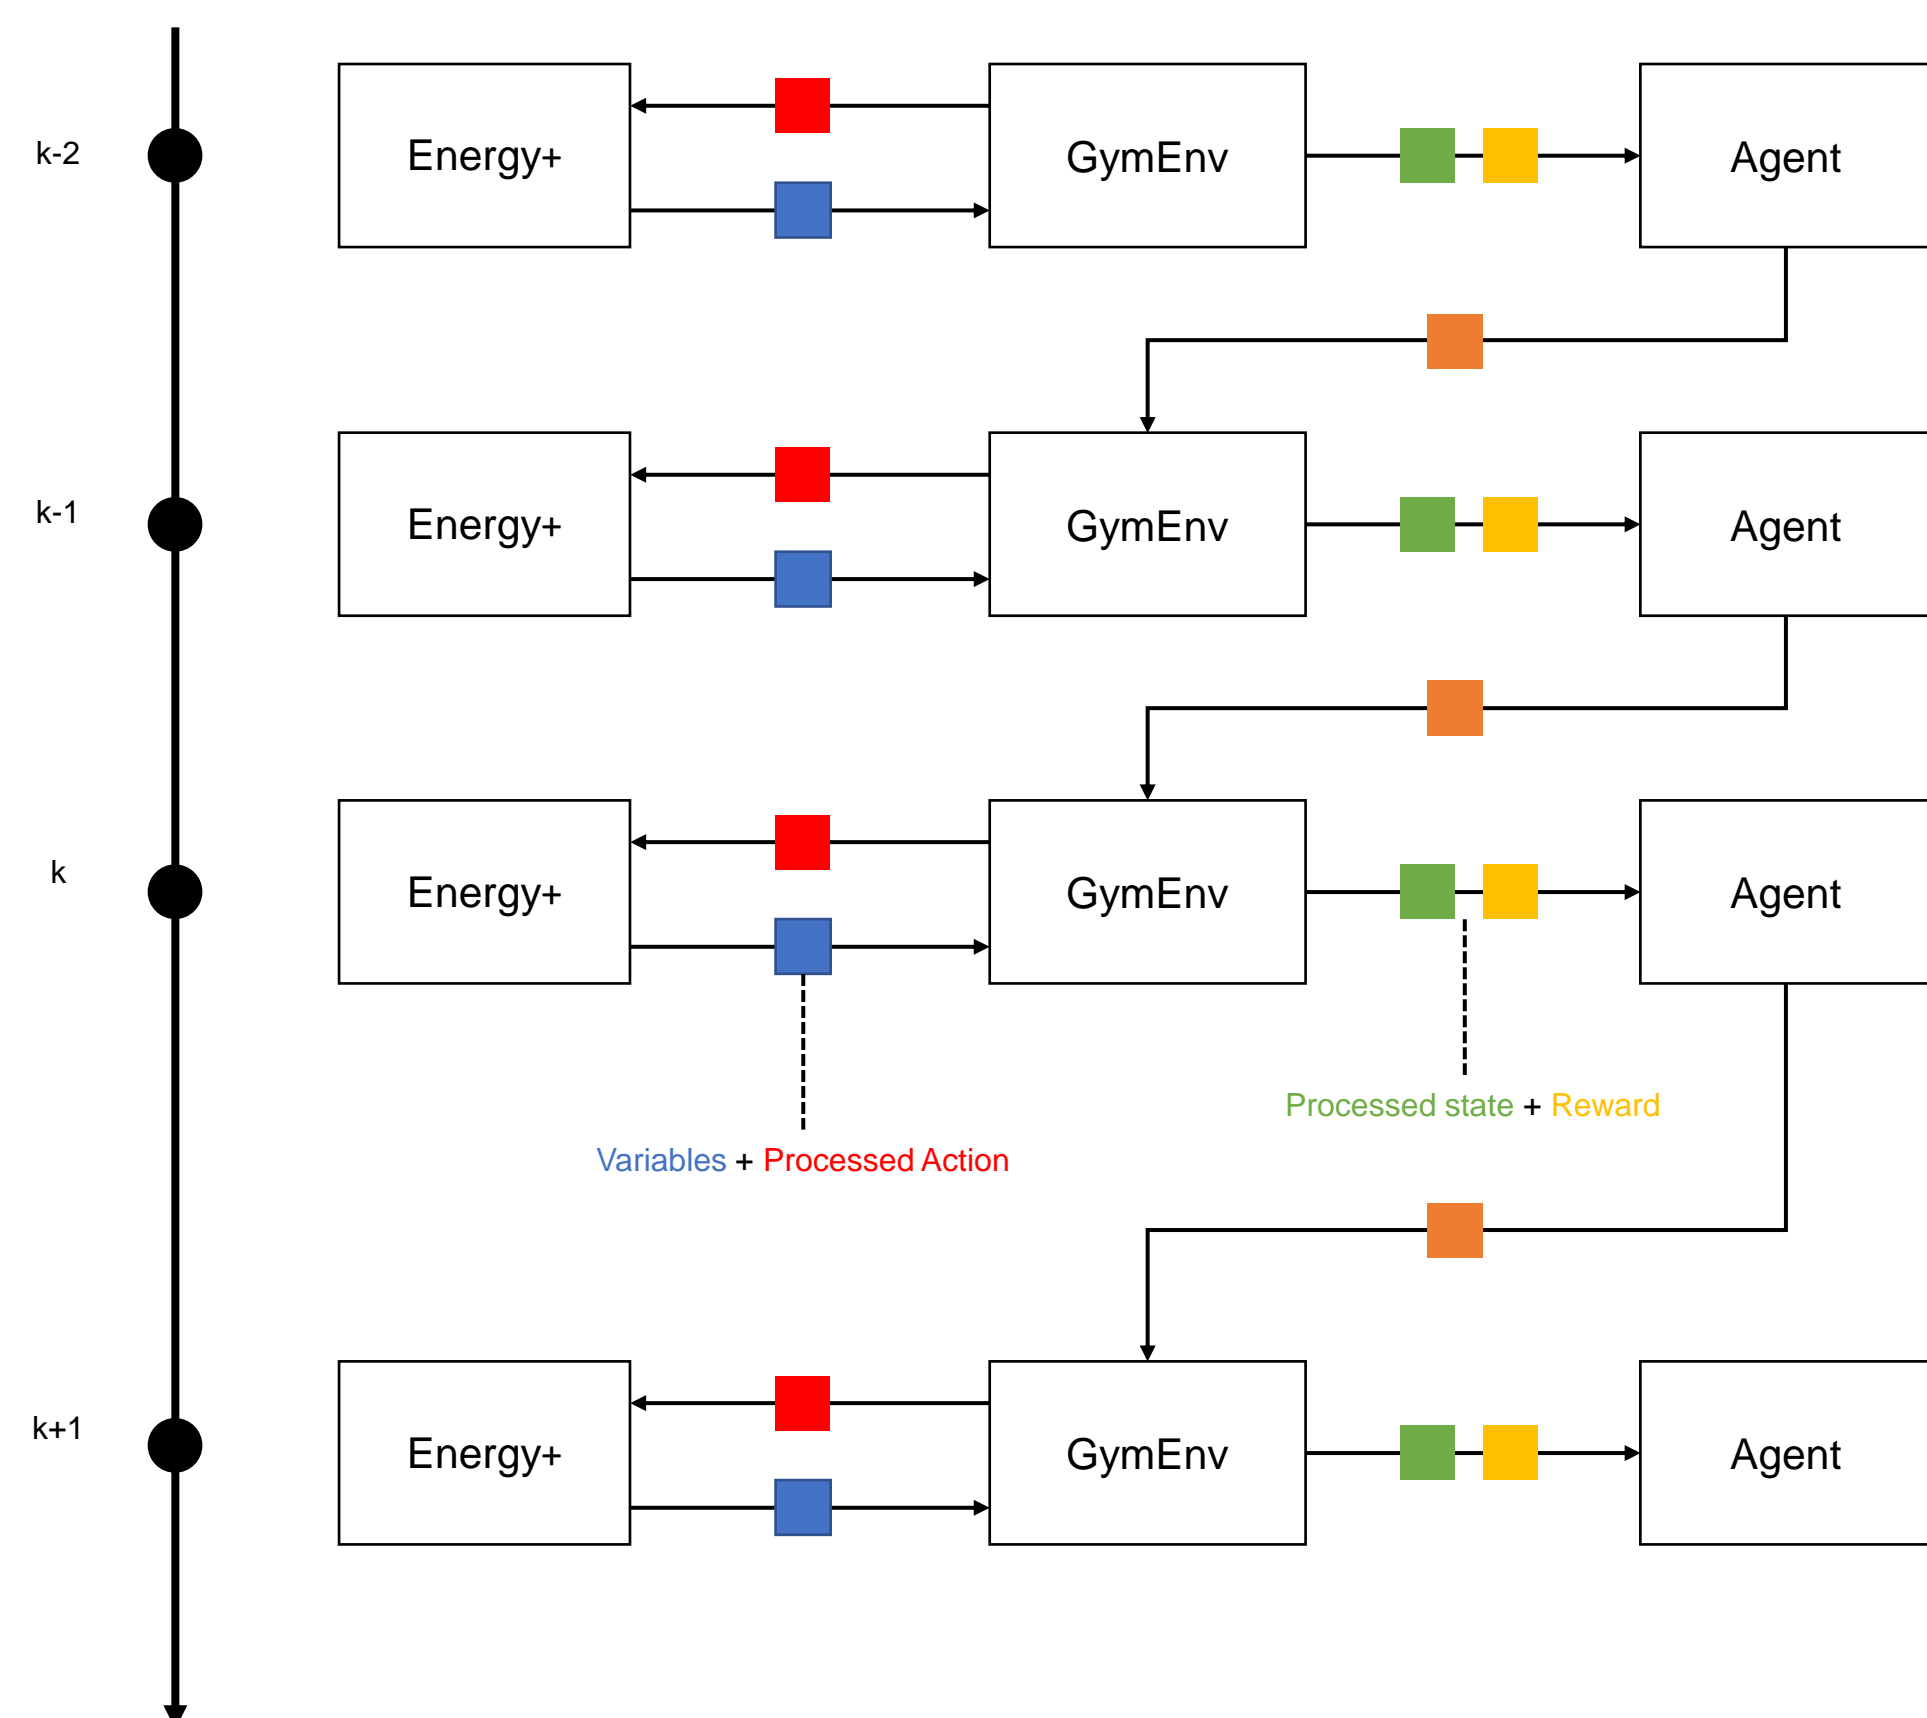 k-2
Energy+
GymEnv
Agent
k-1
Energy+
GymEnv
Agent
k
Energy+
GymEnv
Agent
Processed state + Reward
Variables + Processed Action
k+1
Energy+
GymEnv
Agent